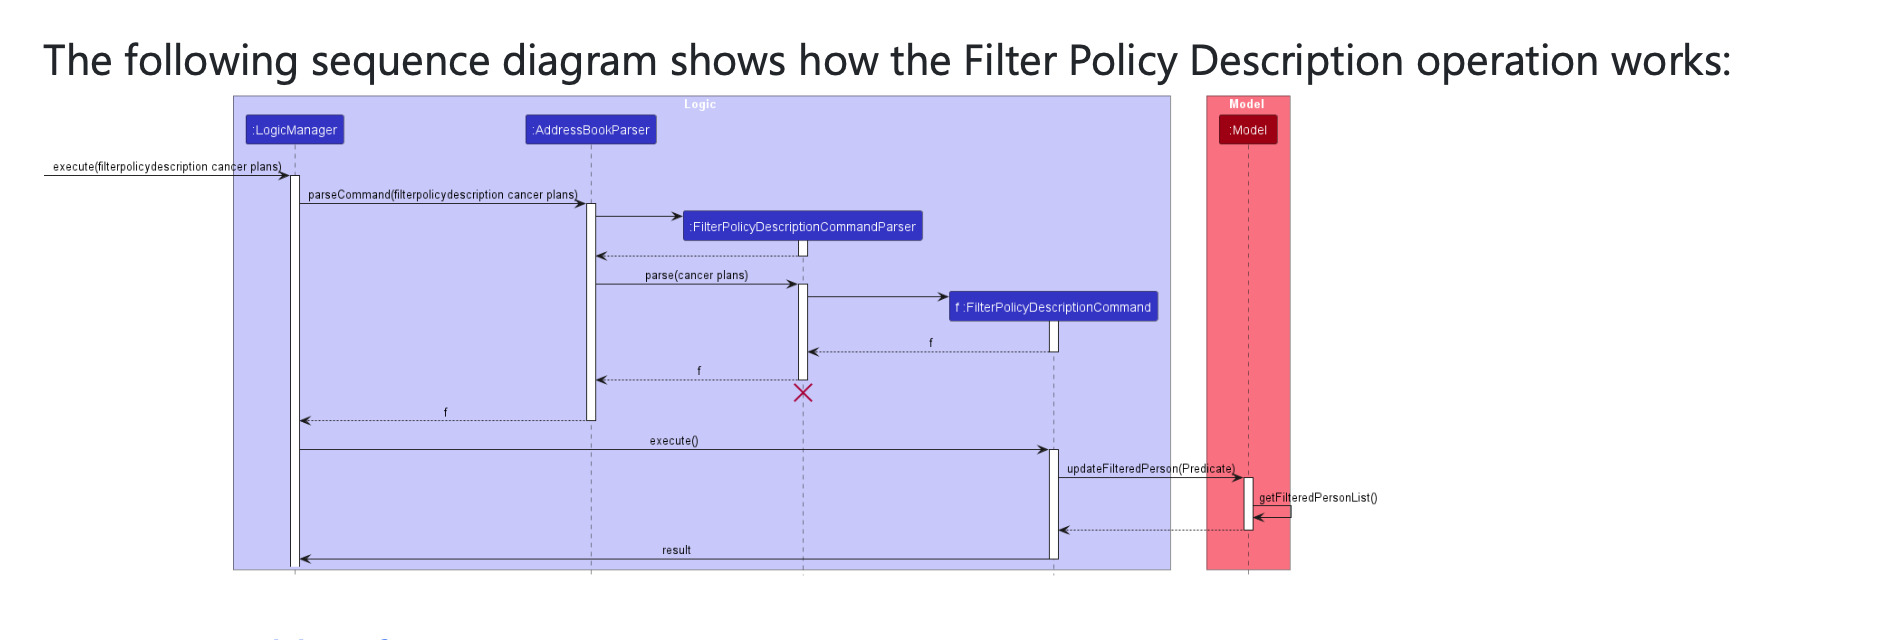 The following sequence diagram shows how the Filter Policy Description operation works:
Logic
Model
:LogicManager
:AddressBookParser
:Model
execute(filterpolicydescription cancer plans)
parseCommand(filterpolicydescription cancer plans)
:FilterPolicyDescriptionCommandParser
parse(cancer plans)
f :FilterPolicyDescriptionCommand
f
f
f
execute()
updateFilteredPerson(Predicate)
getFilteredPersonList()
result